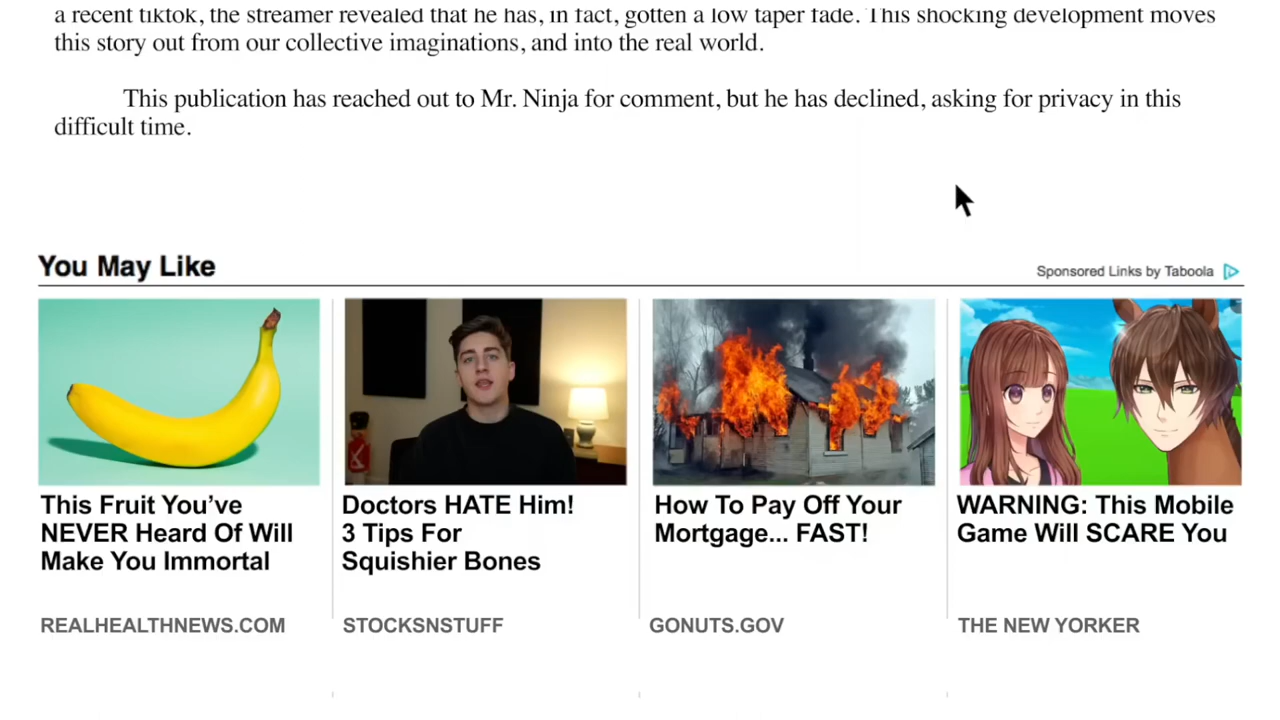 a recent tiktok, the streamer revealed that he has, in fact, gotten a low taper fade. This shocking development moves
this story out from our collective imaginations, and into the real world.
This publication has reached out to Mr. Ninja for comment, but he has declined, asking for privacy in this
difficult time.
You May Like
Sponsored Links by Taboola
This Fruit You’ve
NEVER Heard Of Will
Make You Immortal
REALHEALTHNEWS.COM
Doctors HATE Him!
3 Tips For
Squishier Bones
STOCKSNSTUFF
How To Pay Off Your
Mortgage... FAST!
GONUTS.GOV
WARNING: This Mobile
Game Will SCARE You
THE NEW YORKER